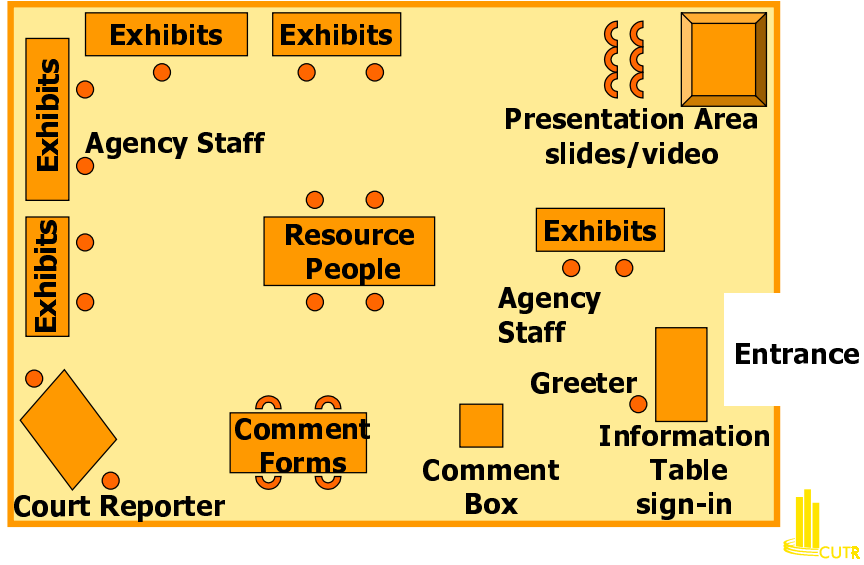 Exhibits
Exhibits
Exhibits
Agency Staff
Presentation Area
slides/video
Exhibits
Resource
People
Exhibits
Agency
Staff
Entrance
Greeter
Information
Table
sign-in
Comment
Forms
Comment
Box
Court Reporter
CUTR